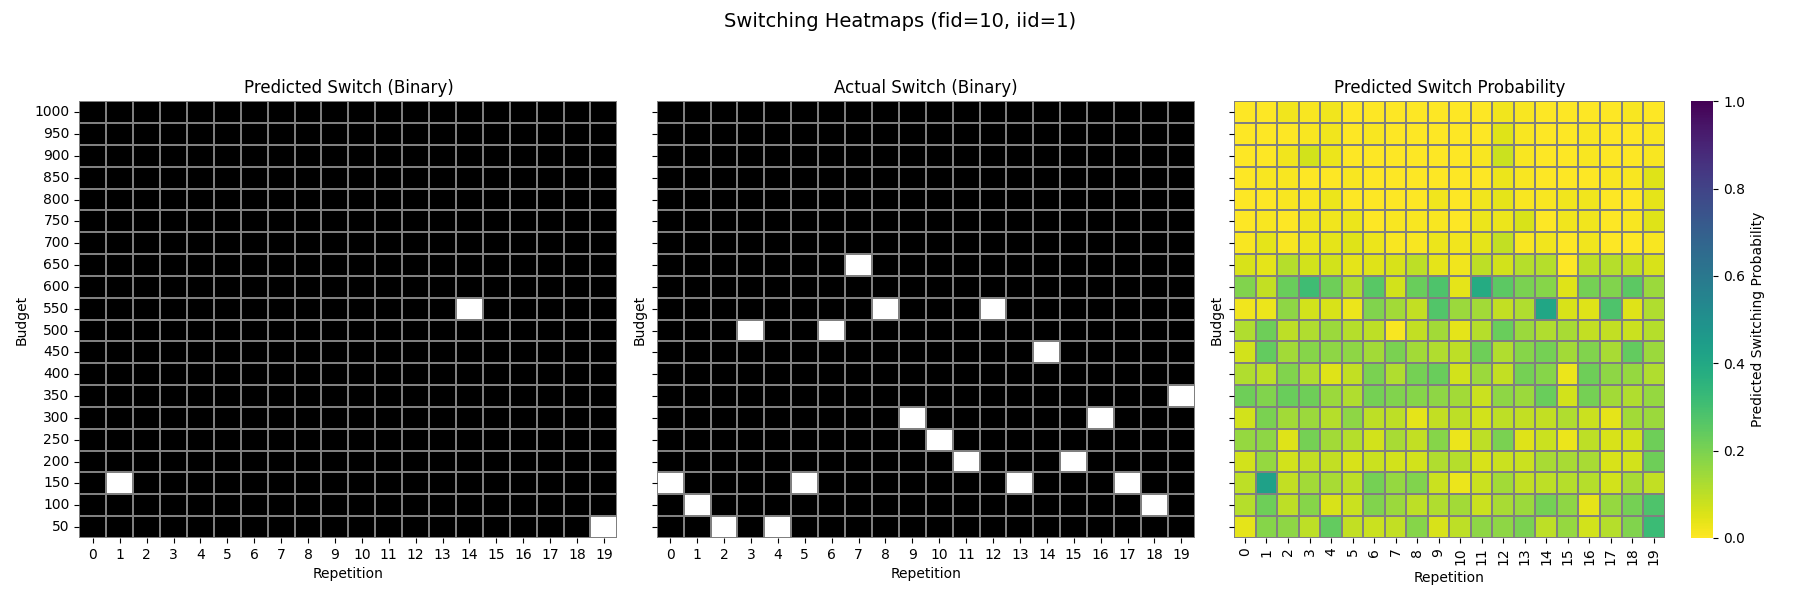 Switching Heatmaps (fid=10, iid=1)
Predicted Switch (Binary)
Budget
1000
950
900
850
800
750
700
650
600
550
500
450
400
350
300
250
200
150
100
50
0 1 2 3 4 5 6 7 8 9 10 11 12 13 14 15 16 17 18 19
Repetition
Actual Switch (Binary)
Budget
0 1 2 3 4 5 6 7 8 9 10 11 12 13 14 15 16 17 18 19
Repetition
Predicted Switch Probability
Budget
0 1 2 3 4 5 6 7 8 9 10 11 12 13 14 15 16 17 18 19
Repetition
1.0
0.8
0.6
0.4
0.2
0.0
Predicted Switching Probability